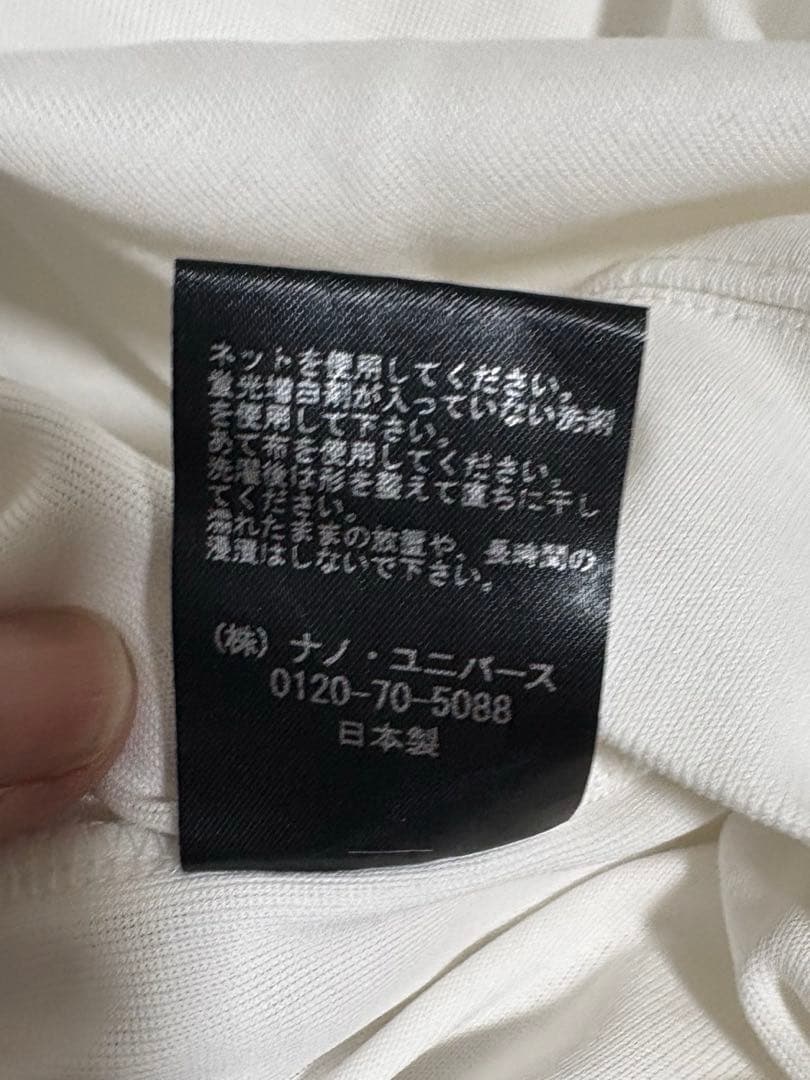 ネットを使用してください。
蛍光増白剤が入っていない洗剤
を使用して下さい。
あて布を使用してください。
洗濯後は形を整えて直ちに干し
てください。
濡れたままの放置や、長時間の
浸漬はしないで下さい。
(株) ナノ・ユニバース
0120-70-5088
日本製